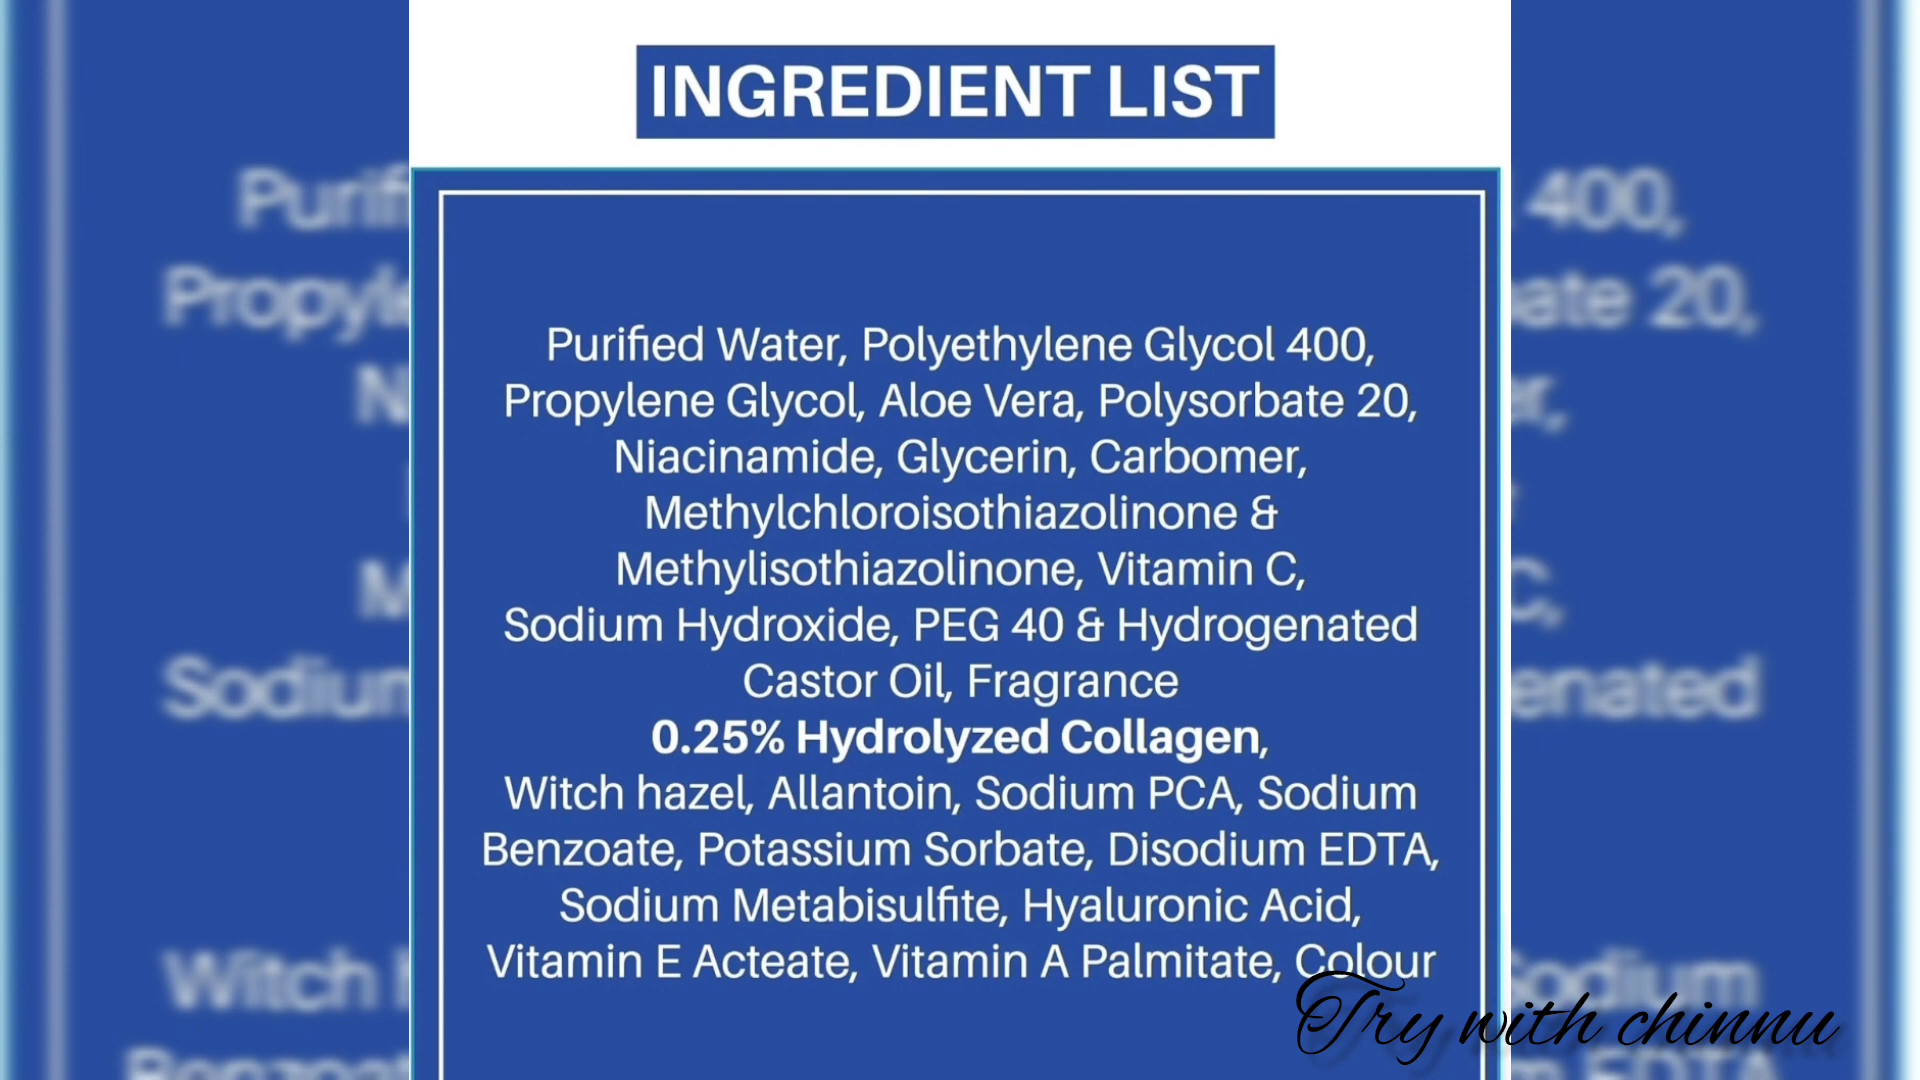 INGREDIENT LIST
Purified Water, Polyethylene Glycol 400,
Propylene Glycol, Aloe Vera, Polysorbate 20,
Niacinamide, Glycerin, Carbomer,
Methylchloroisothiazolinone &
Methylisothiazolinone, Vitamin C,
Sodium Hydroxide, PEG 40 & Hydrogenated
Castor Oil, Fragrance
0.25% Hydrolyzed Collagen,
Witch hazel, Allantoin, Sodium PCA, Sodium
Benzoate, Potassium Sorbate, Disodium EDTA,
Sodium Metabisulfite, Hyaluronic Acid,
Vitamin E Acteate, Vitamin A Palmitate, Colour
Try with chinnu